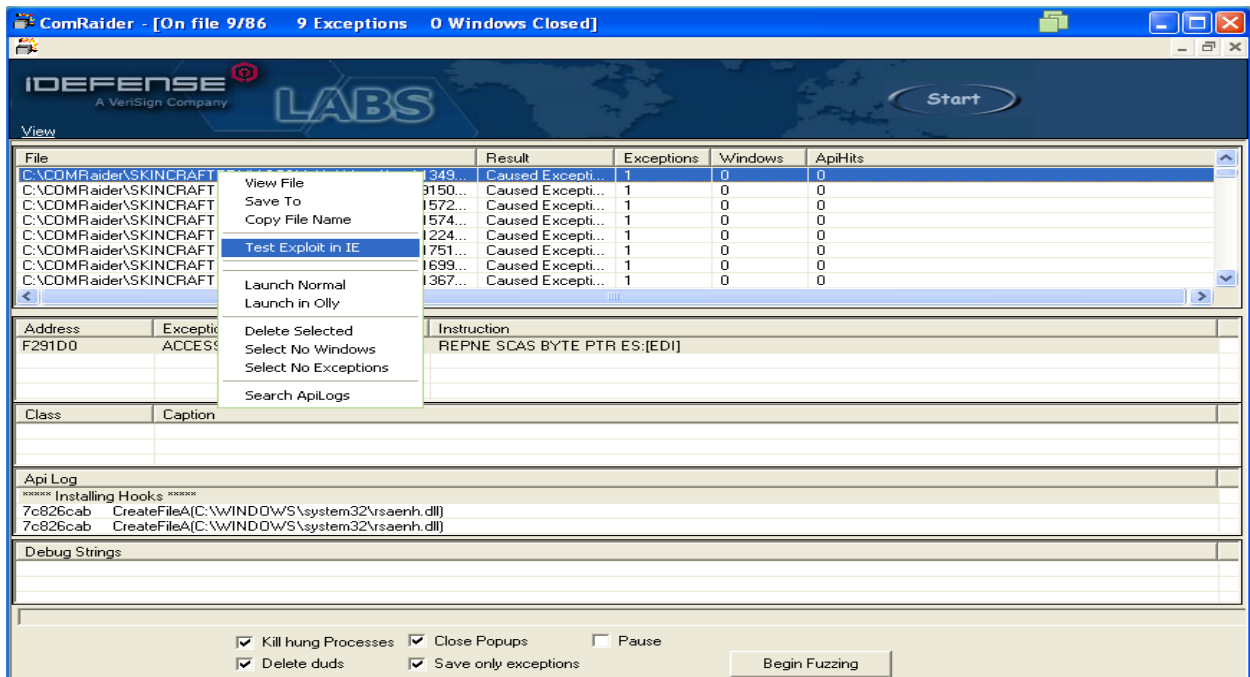 ComRaider - [On file 9/86 9 Exceptions 0 Windows Closed]
IDEFENSE
A VeriSign Company
LABS
Start
View
File Result Exceptions Windows ApiHits
C:\COMRaider\SKINCRAFT 1349... Caused Excepti... 1 0 0
C:\COMRaider\SKINCRAFT 9150... Caused Excepti... 1 0 0
C:\COMRaider\SKINCRAFT 1572... Caused Excepti... 1 0 0
C:\COMRaider\SKINCRAFT 1574... Caused Excepti... 1 0 0
C:\COMRaider\SKINCRAFT 1224... Caused Excepti... 1 0 0
C:\COMRaider\SKINCRAFT 1751... Caused Excepti... 1 0 0
C:\COMRaider\SKINCRAFT 1699... Caused Excepti... 1 0 0
C:\COMRaider\SKINCRAFT 1367... Caused Excepti... 1 0 0
View File
Save To
Copy File Name
Test Exploit in IE
Launch Normal
Launch in Olly
Delete Selected
Select No Windows
Select No Exceptions
Search ApiLogs
Address Exceptio Instruction
F291D0 ACCESS REPNE SCAS BYTE PTR ES:[EDI]
Class Caption
Api Log
***** Installing Hooks *****
7c826cab CreateFileA(C:\WINDOWS\system32\rsaenh.dll)
7c826cab CreateFileA(C:\WINDOWS\system32\rsaenh.dll)
Debug Strings
Kill hung Processes Close Popups Pause
Delete duds Save only exceptions Begin Fuzzing